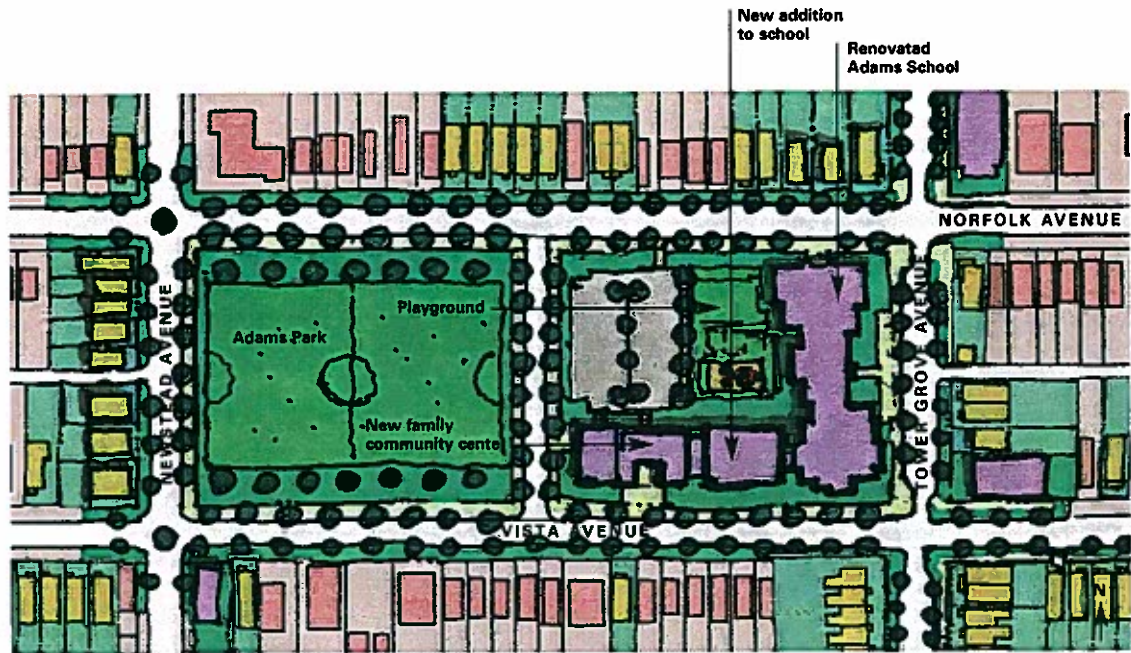 New addition
to school
Renovatad
Adams School
NORFOLK AVENUE
Playground
Adams Park
NEWSTRAD AVENUE
New family
community cente
TOWER GROVE AVENUE
VISTA AVENUE
N